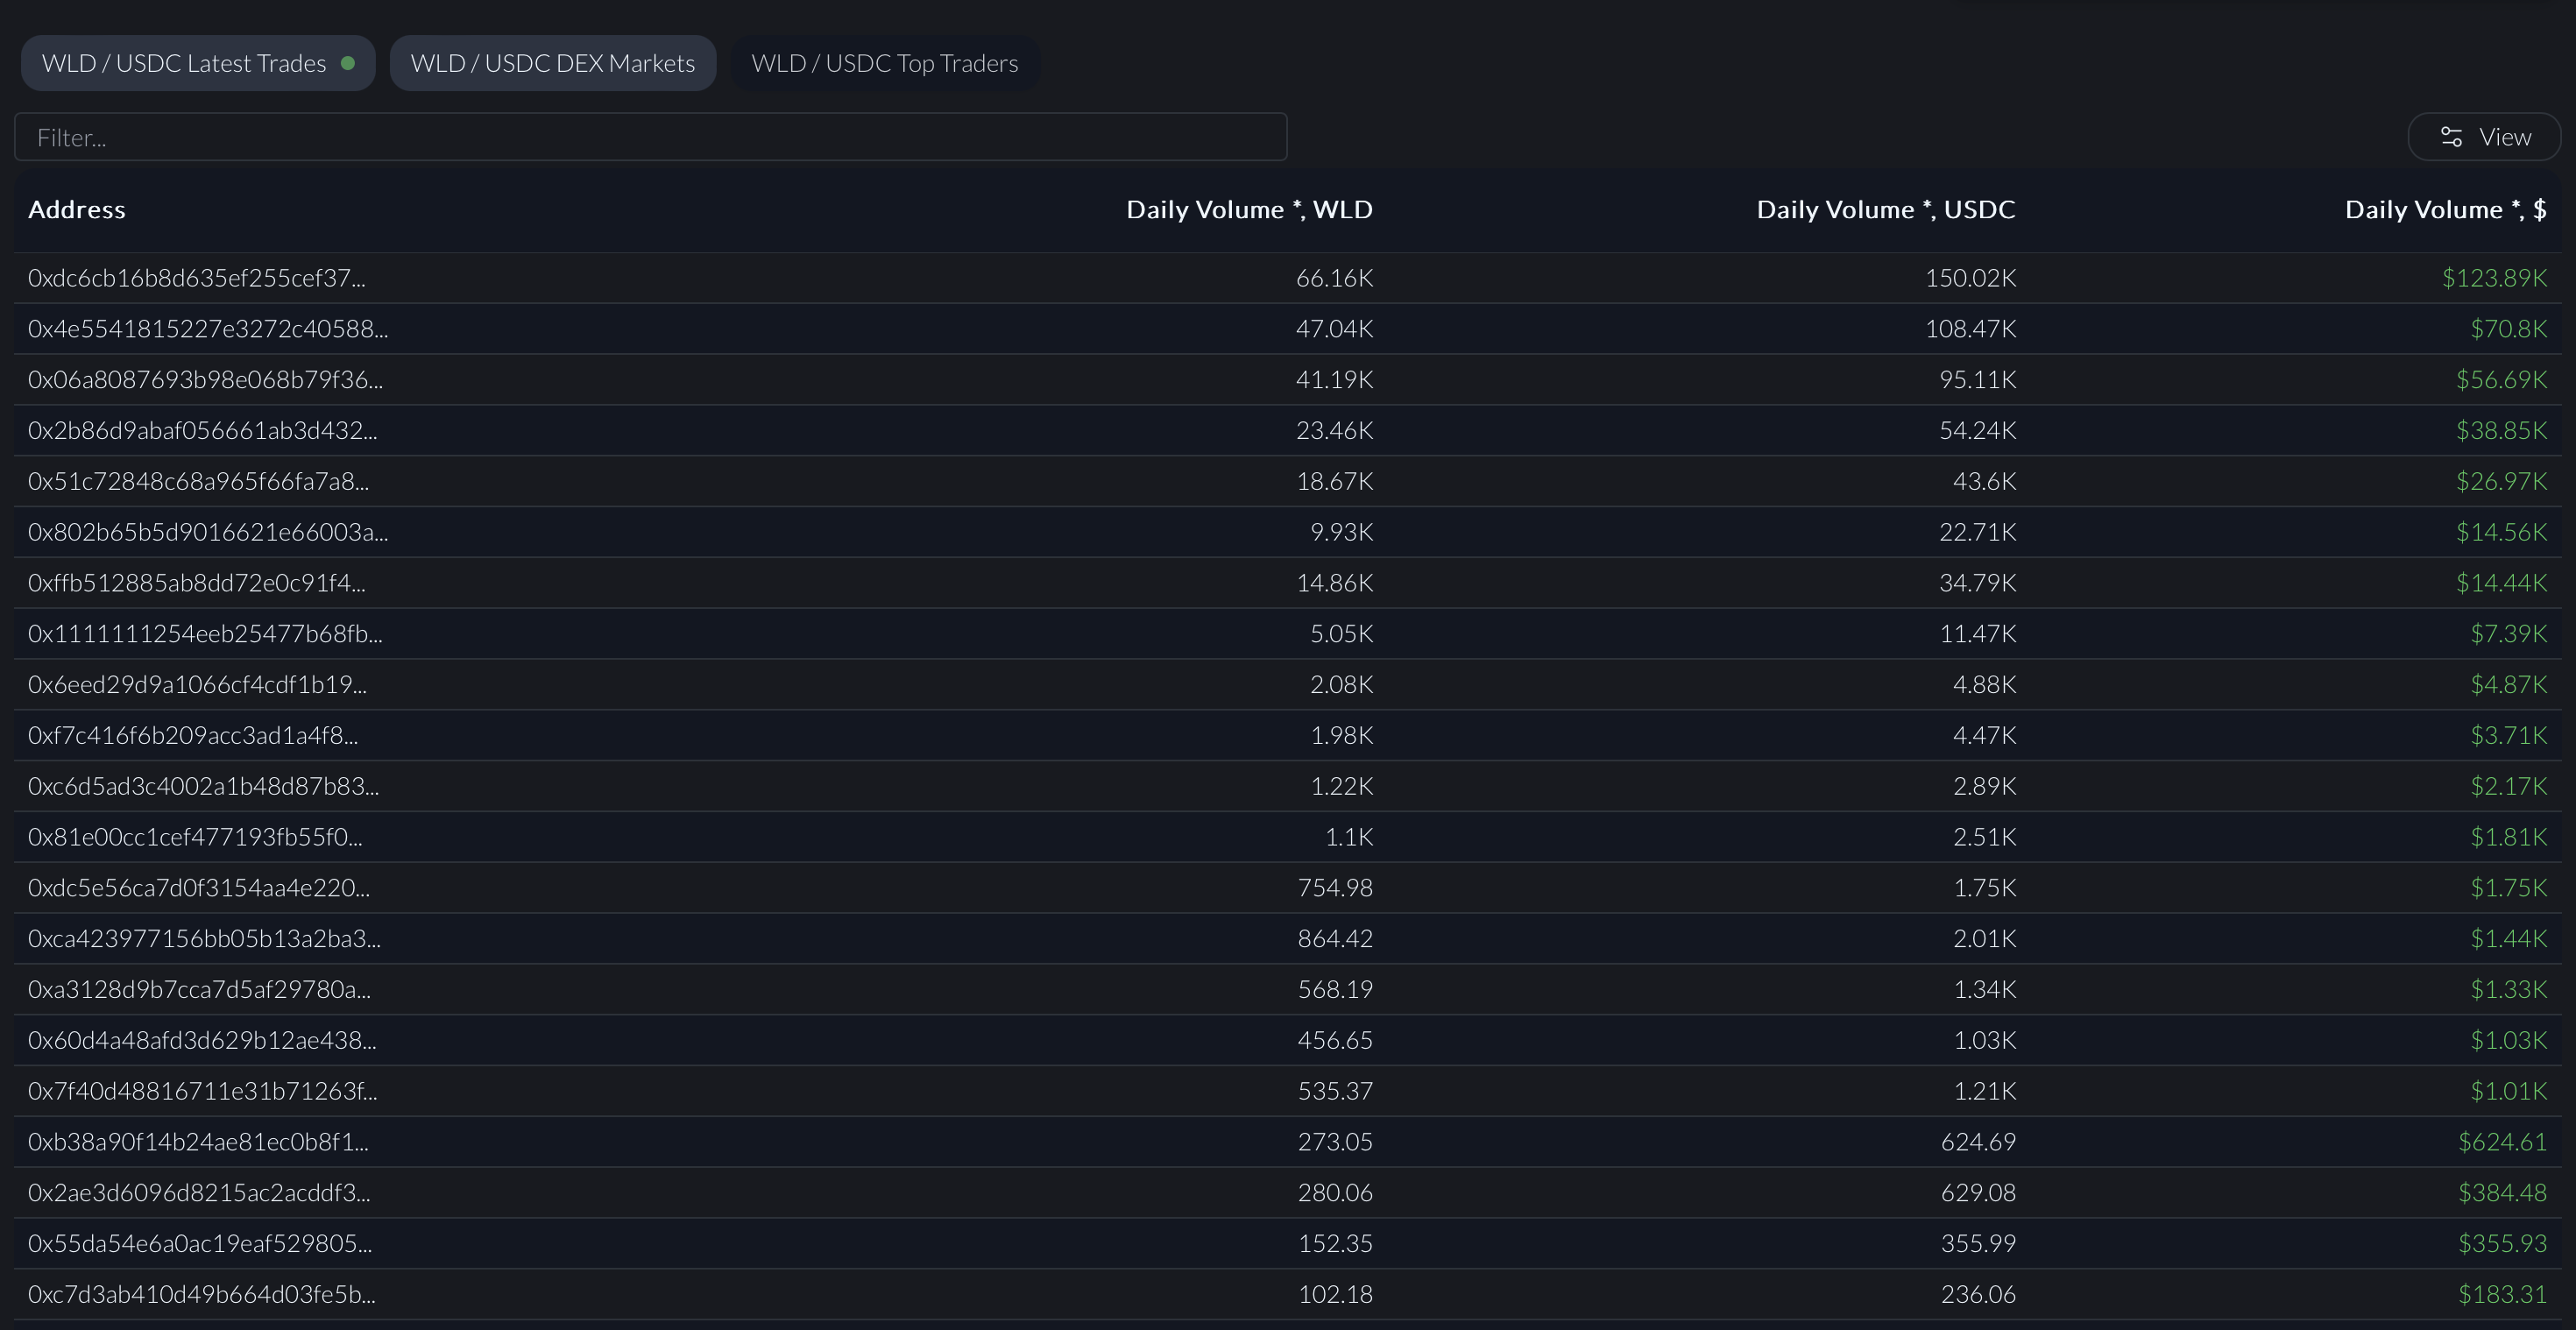 WLD / USDC Latest Trades WLD / USDC DEX Markets WLD / USDC Top Traders
Filter... View
Address Daily Volume *, WLD Daily Volume *, USDC Daily Volume *, $
0xdc6cb16b8d635ef255cef37... 66.16K 150.02K $123.89K
0x4e5541815227e3272c40588... 47.04K 108.47K $70.8K
0x06a8087693b98e068b79f36... 41.19K 95.11K $56.69K
0x2b86d9abaf056661ab3d432... 23.46K 54.24K $38.85K
0x51c72848c68a965f66fa7a8... 18.67K 43.6K $26.97K
0x802b65b5d9016621e66003a... 9.93K 22.71K $14.56K
0xffb512885ab8dd72e0c91f4... 14.86K 34.79K $14.44K
0x1111111254eeb25477b68fb... 5.05K 11.47K $7.39K
0x6eed29d9a1066cf4cdf1b19... 2.08K 4.88K $4.87K
0xf7c416f6b209acc3ad1a4f8... 1.98K 4.47K $3.71K
0xc6d5ad3c4002a1b48d87b83... 1.22K 2.89K $2.17K
0x81e00cc1cef477193fb55f0... 1.1K 2.51K $1.81K
0xdc5e56ca7d0f3154aa4e220... 754.98 1.75K $1.75K
0xca423977156bb05b13a2ba3... 864.42 2.01K $1.44K
0xa3128d9b7cca7d5af29780a... 568.19 1.34K $1.33K
0x60d4a48afd3d629b12ae438... 456.65 1.03K $1.03K
0x7f40d48816711e31b71263f... 535.37 1.21K $1.01K
0xb38a90f14b24ae81ec0b8f1... 273.05 624.69 $624.61
0x2ae3d6096d8215ac2acddf3... 280.06 629.08 $384.48
0x55da54e6a0ac19eaf529805... 152.35 355.99 $355.93
0xc7d3ab410d49b664d03fe5b... 102.18 236.06 $183.31